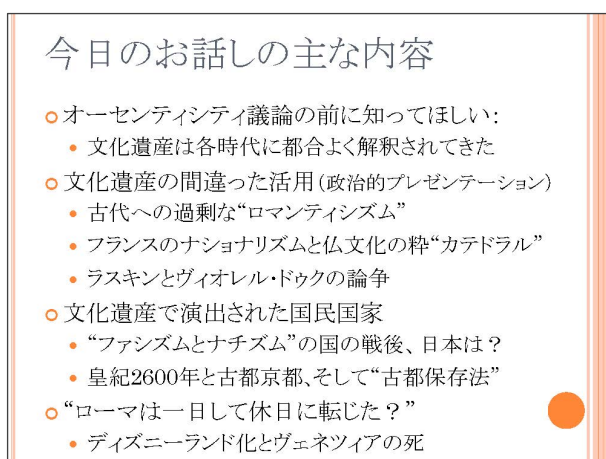 今日のお話しの主な内容
オーセンティシティ議論の前に知ってほしい：
文化遺産は各時代に都合よく解釈されてきた
文化遺産の間違った活用（政治的プレゼンテーション）
古代への過剰な“ロマンティシズム”
フランスのナショナリズムと仏文化の粋“カテドラル”
ラスキンとヴィオレル・ドゥクの論争
文化遺産で演出された国民国家
“ファシズムとナチズム”の国の戦後、日本は？
皇紀2600年と古都京都、そして“古都保存法”
“ローマは一日して休日に転じた？”
ディズニーランド化とヴェネツィアの死